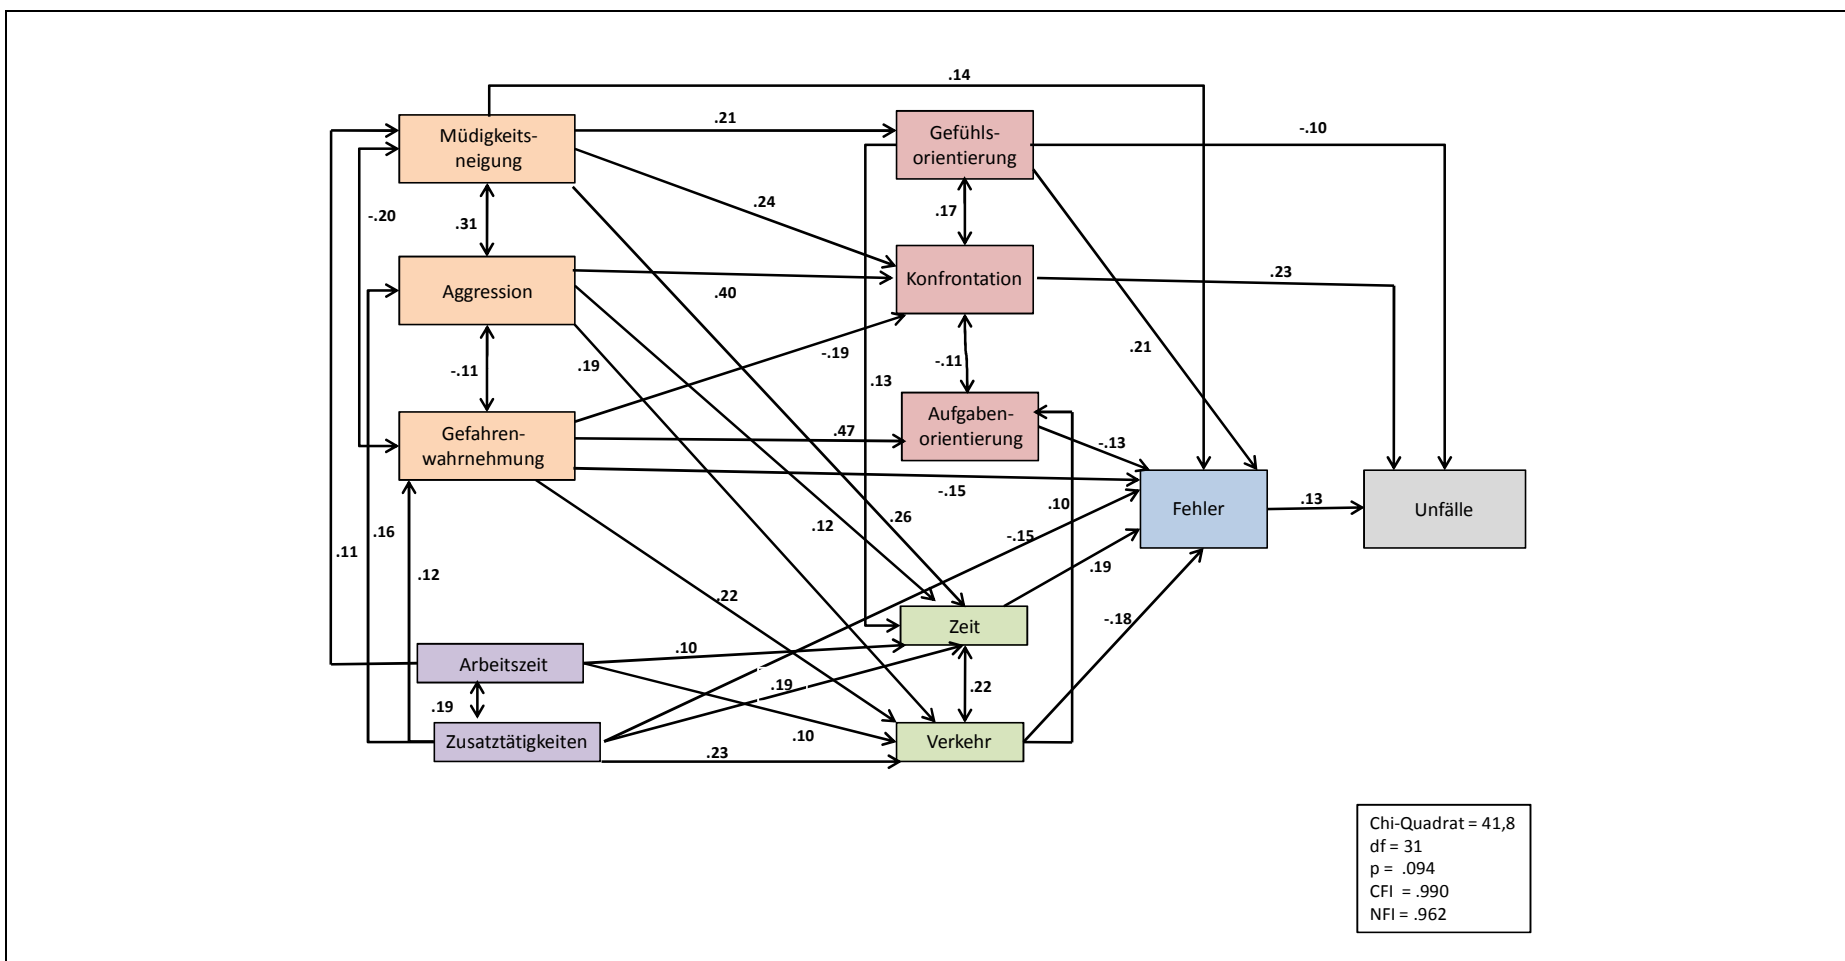 .14
Müdigkeits-
neigung
.21
Gefühls-
orientierung
-.10
-.20
.31
.24
.17
Aggression
.40
Konfrontation
.23
-.11
.19
-.19
.13
-.11
.21
Gefahren-
wahrnehmung
.47
Aufgaben-
orientierung
-.13
-.15
.10
Fehler
.13
Unfälle
.11
.16
.12
.12
.26
-.15
.19
.22
Zeit
-.18
Arbeitszeit
.10
.19
.22
.19
Zusatztätigkeiten
.10
.23
Verkehr
Chi-Quadrat = 41,8
df = 31
p = .094
CFI = .990
NFI = .962